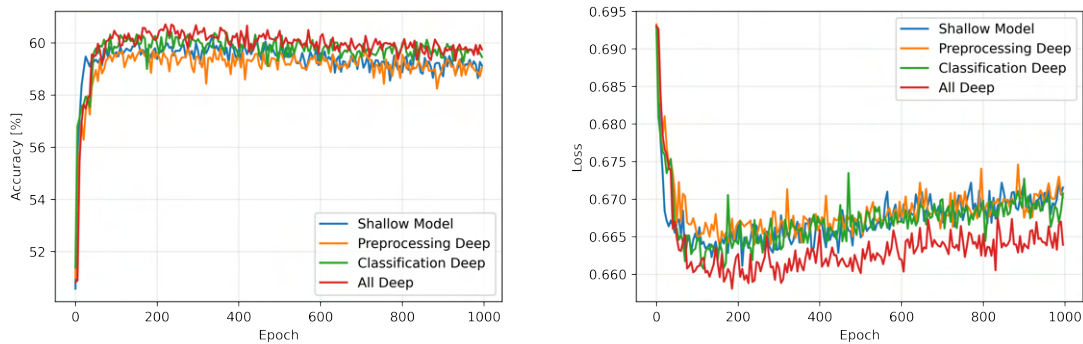 60
58
56
54
52
Accuracy [%]
0
200
400
600
800
1000
Epoch
Shallow Model
Preprocessing Deep
Classification Deep
All Deep
0.695
0.690
0.685
0.680
0.675
0.670
0.665
0.660
Loss
0
200
400
600
800
1000
Epoch
Shallow Model
Preprocessing Deep
Classification Deep
All Deep